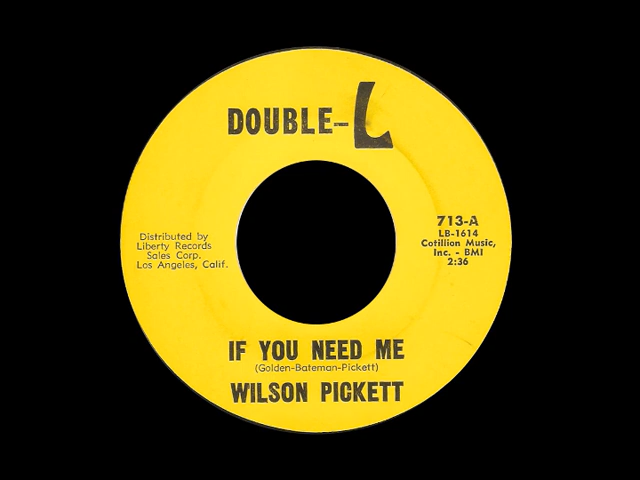 DOUBLE-L
Distributed by
Liberty Records
Sales Corp.
Los Angeles, Calif.
713-A
LB-1614
Cotillion Music,
Inc. - BMI
2:36
IF YOU NEED ME
(Golden-Bateman-Pickett)
WILSON PICKETT